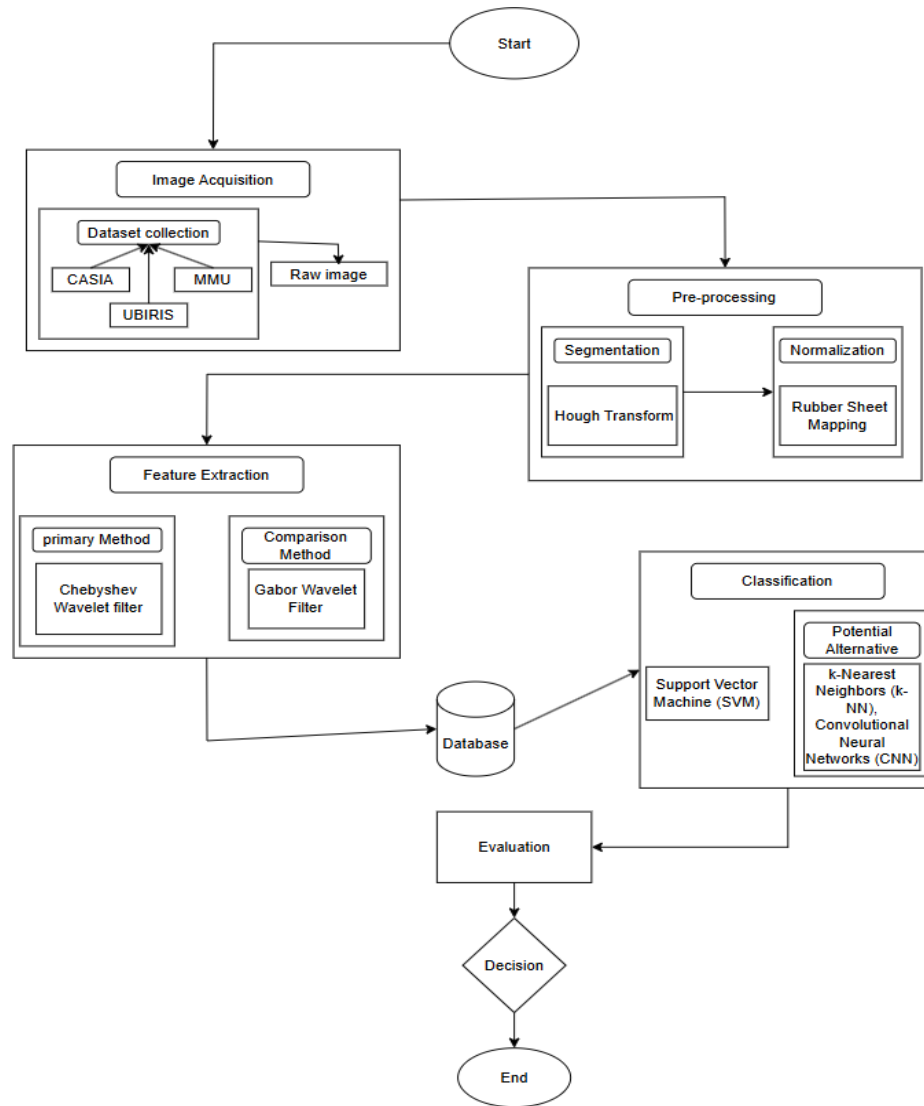 Start
Image Acquisition
Dataset collection
CASIA
MMU
UBIRIS
Raw image
Pre-processing
Segmentation
Hough Transform
Normalization
Rubber Sheet
Mapping
Feature Extraction
primary Method
Chebyshev
Wavelet filter
Comparison
Method
Gabor Wavelet
Filter
Database
Classification
Support Vector
Machine (SVM)
Potential
Alternative
k-Nearest
Neighbors (k-
NN),
Convolutional
Neural
Networks (CNN)
Evaluation
Decision
End